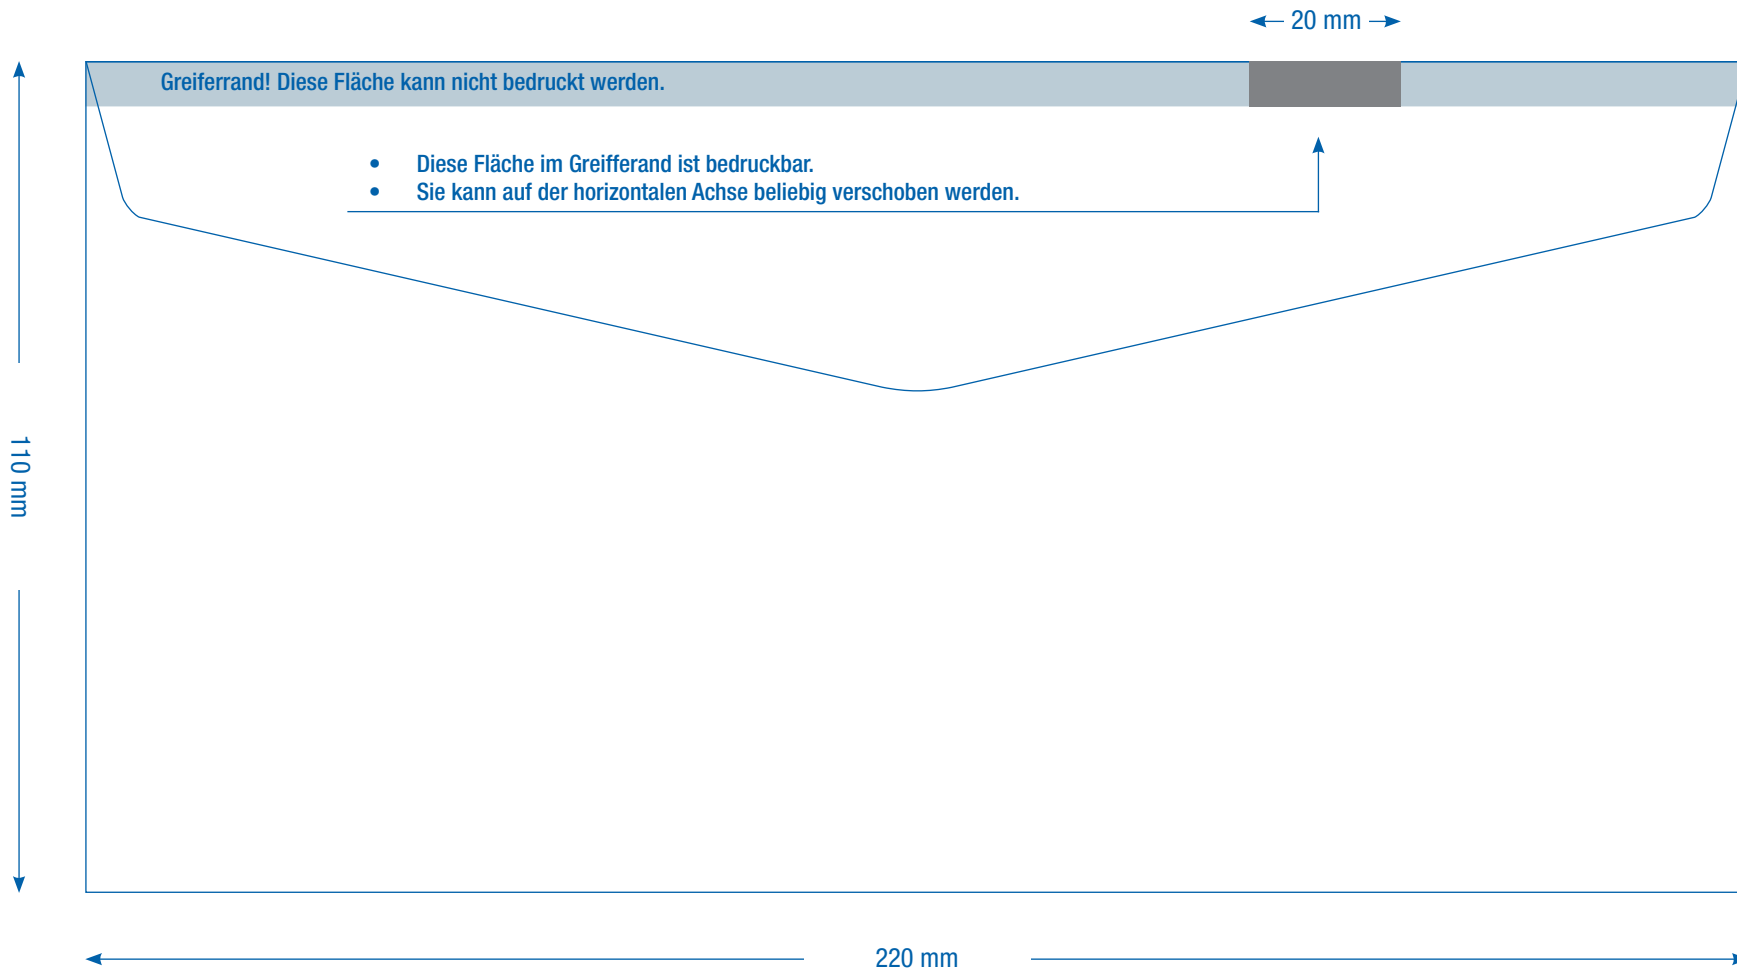 20 mm
Greiferrand! Diese Fläche kann nicht bedruckt werden.
• Diese Fläche im Greifferand ist bedruckbar.
• Sie kann auf der horizontalen Achse beliebig verschoben werden.
110 mm
220 mm